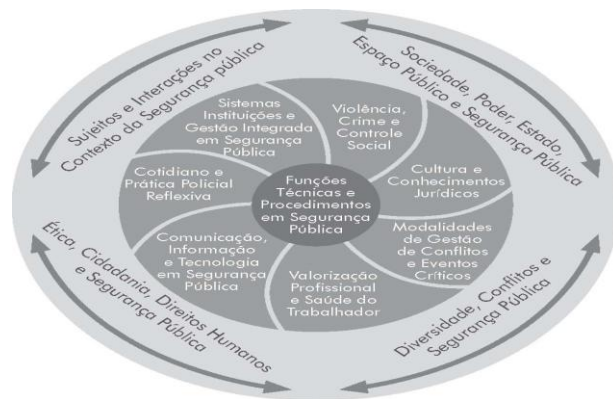 Sujeitos e Interações no
Contexto da Segurança pública
Sociedade, Poder, Estado,
Espaço Público e Segurança Pública
Sistemas
Instituições e
Gestão Integrada
em Segurança
Pública
Violência,
Crime e
Controle
Social
Cotidiano e
Prática Policial
Reflexiva
Funções
Técnicas e
Procedimentos
em Segurança
Pública
Cultura e
Conhecimentos
Jurídicos
Comunicação,
Informação
e Tecnologia
em Segurança
Pública
Modalidades
de Gestão
de Conflitos
e Eventos
Críticos
Valorização
Profissional
e Saúde do
Trabalhador
Ética, Cidadania, Direitos Humanos
e Segurança Pública
Diversidade, Conflitos e
Segurança Pública